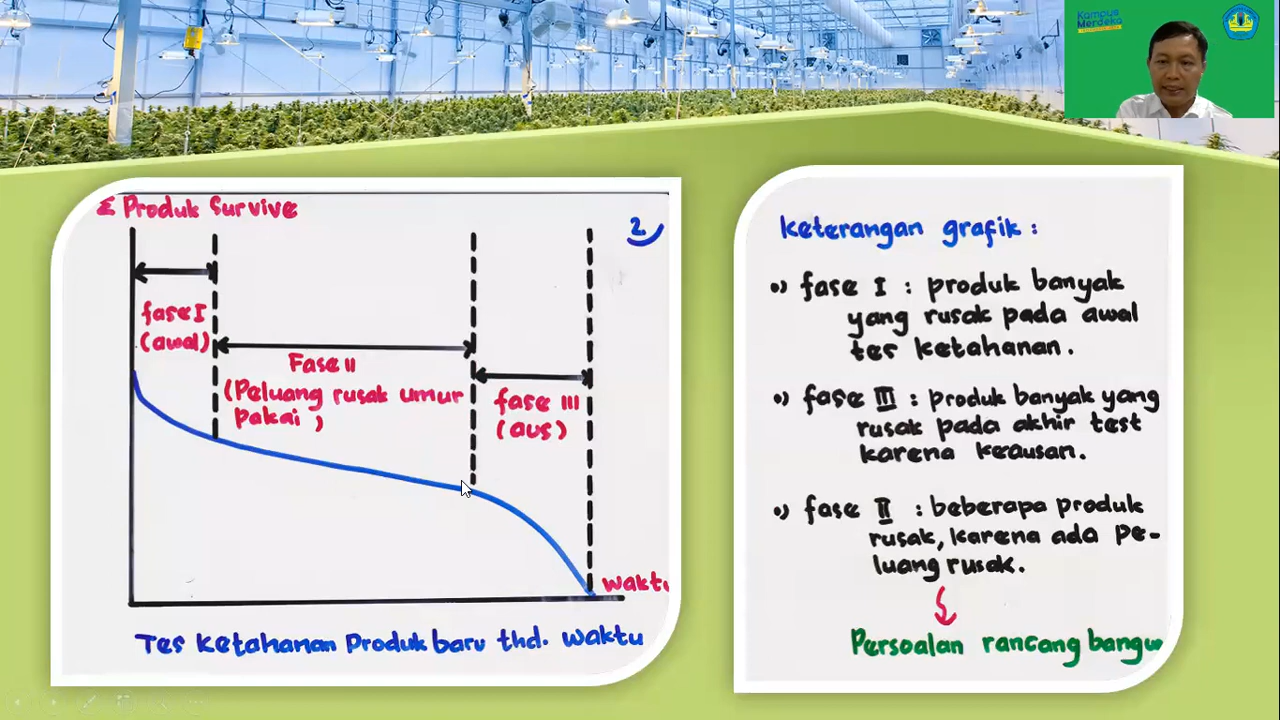 Kampus
Merdeka
Σ Produk Survive
2
fase I
(awal)
Fase II
(Peluang rusak umur
pakai)
fase III
(aus)
waktu
Tes Ketahanan Produk baru thd. waktu
Keterangan grafik :
•) fase I : produk banyak
yang rusak pada awal
tes ketahanan.
•) fase III : produk banyak yang
rusak pada akhir test
karena keausan.
•) fase II : beberapa produk
rusak, karena ada pe-
luang rusak.
Persoalan rancang bangu